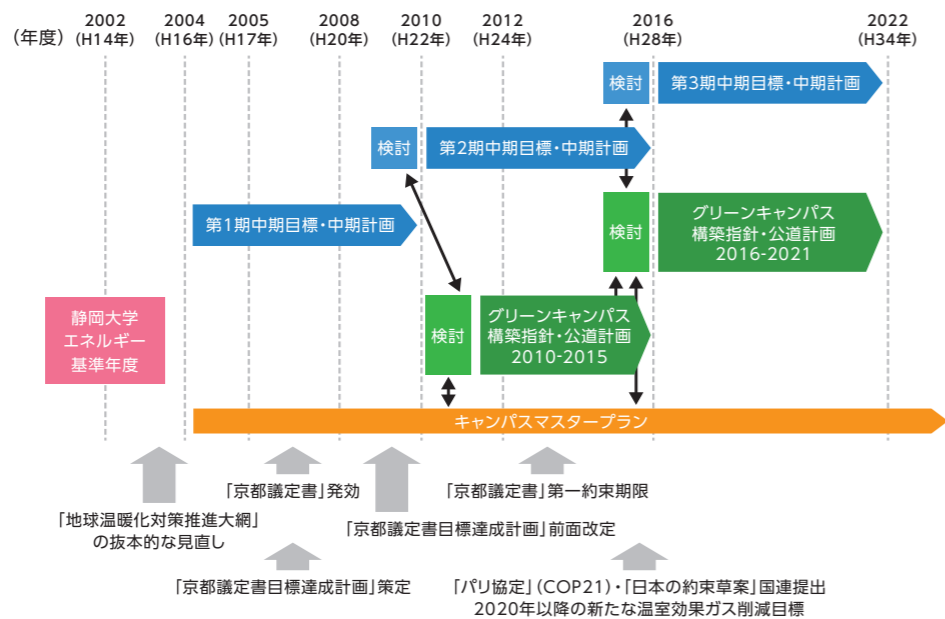 (年度)
2002
(H14年)
2004
(H16年)
2005
(H17年)
2008
(H20年)
2010
(H22年)
2012
(H24年)
2016
(H28年)
2022
(H34年)
検討
第3期中期目標・中期計画
検討
第2期中期目標・中期計画
第1期中期目標・中期計画
検討
グリーンキャンパス
構築指針・公道計画
2016-2021
静岡大学
エネルギー
基準年度
検討
グリーンキャンパス
構築指針・公道計画
2010-2015
キャンパスマスタープラン
「京都議定書」発効
「京都議定書」第一約束期限
「地球温暖化対策推進大網」
の抜本的な見直し
「京都議定書目標達成計画」前面改定
「京都議定書目標達成計画」策定
「パリ協定」(COP21)・「日本の約束草案」国連提出
2020年以降の新たな温室効果ガス削減目標